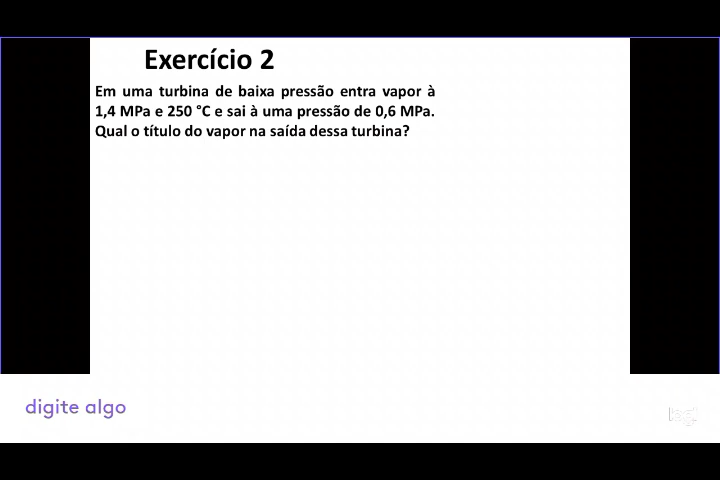 Exercício 2
Em uma turbina de baixa pressão entra vapor à
1,4 MPa e 250 °C e sai à uma pressão de 0,6 MPa.
Qual o título do vapor na saída dessa turbina?
digite algo